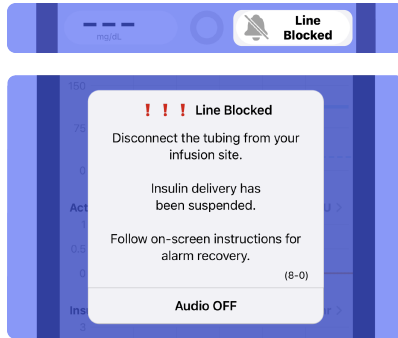 – – –
mg/dL
Line
Blocked
150
75
0
❗❗❗ Line Blocked
Disconnect the tubing from your
infusion site.
Insulin delivery has
been suspended.
Follow on-screen instructions for
alarm recovery.
(8-0)
Audio OFF
Act
U >
1
0.5
0
Ins
r >
3